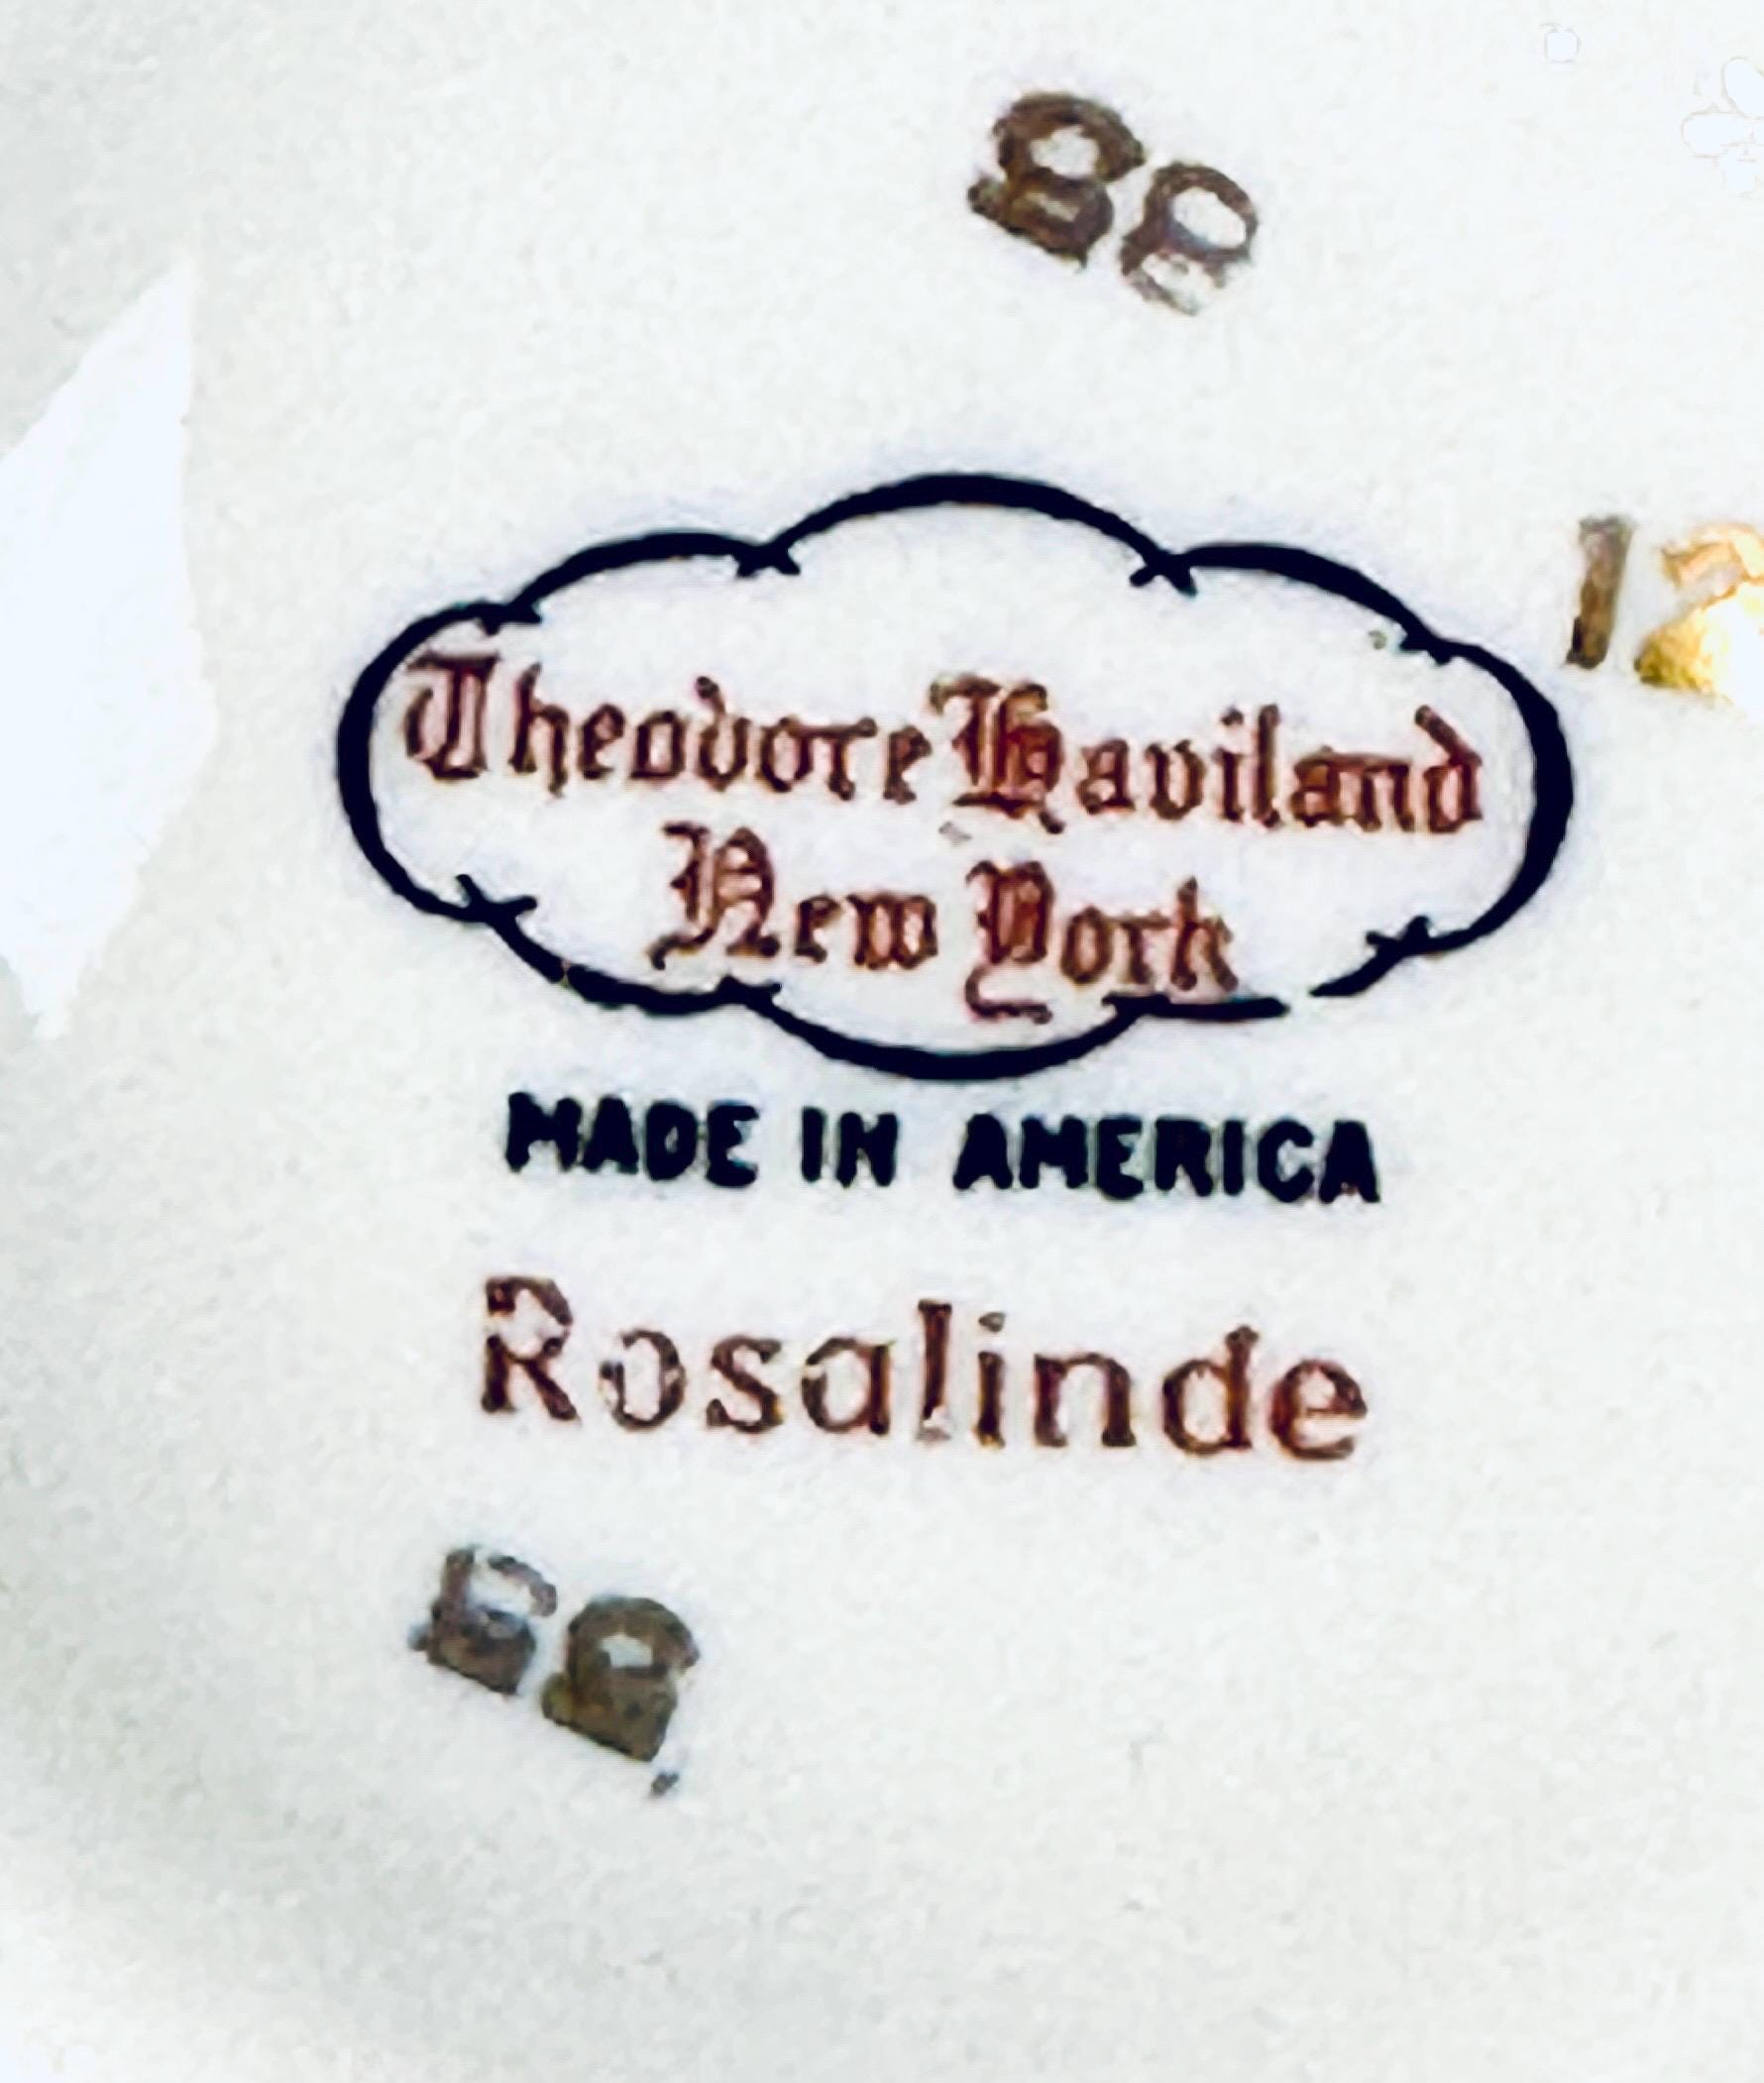 Theodore Haviland
New York
MADE IN AMERICA
Rosalinde